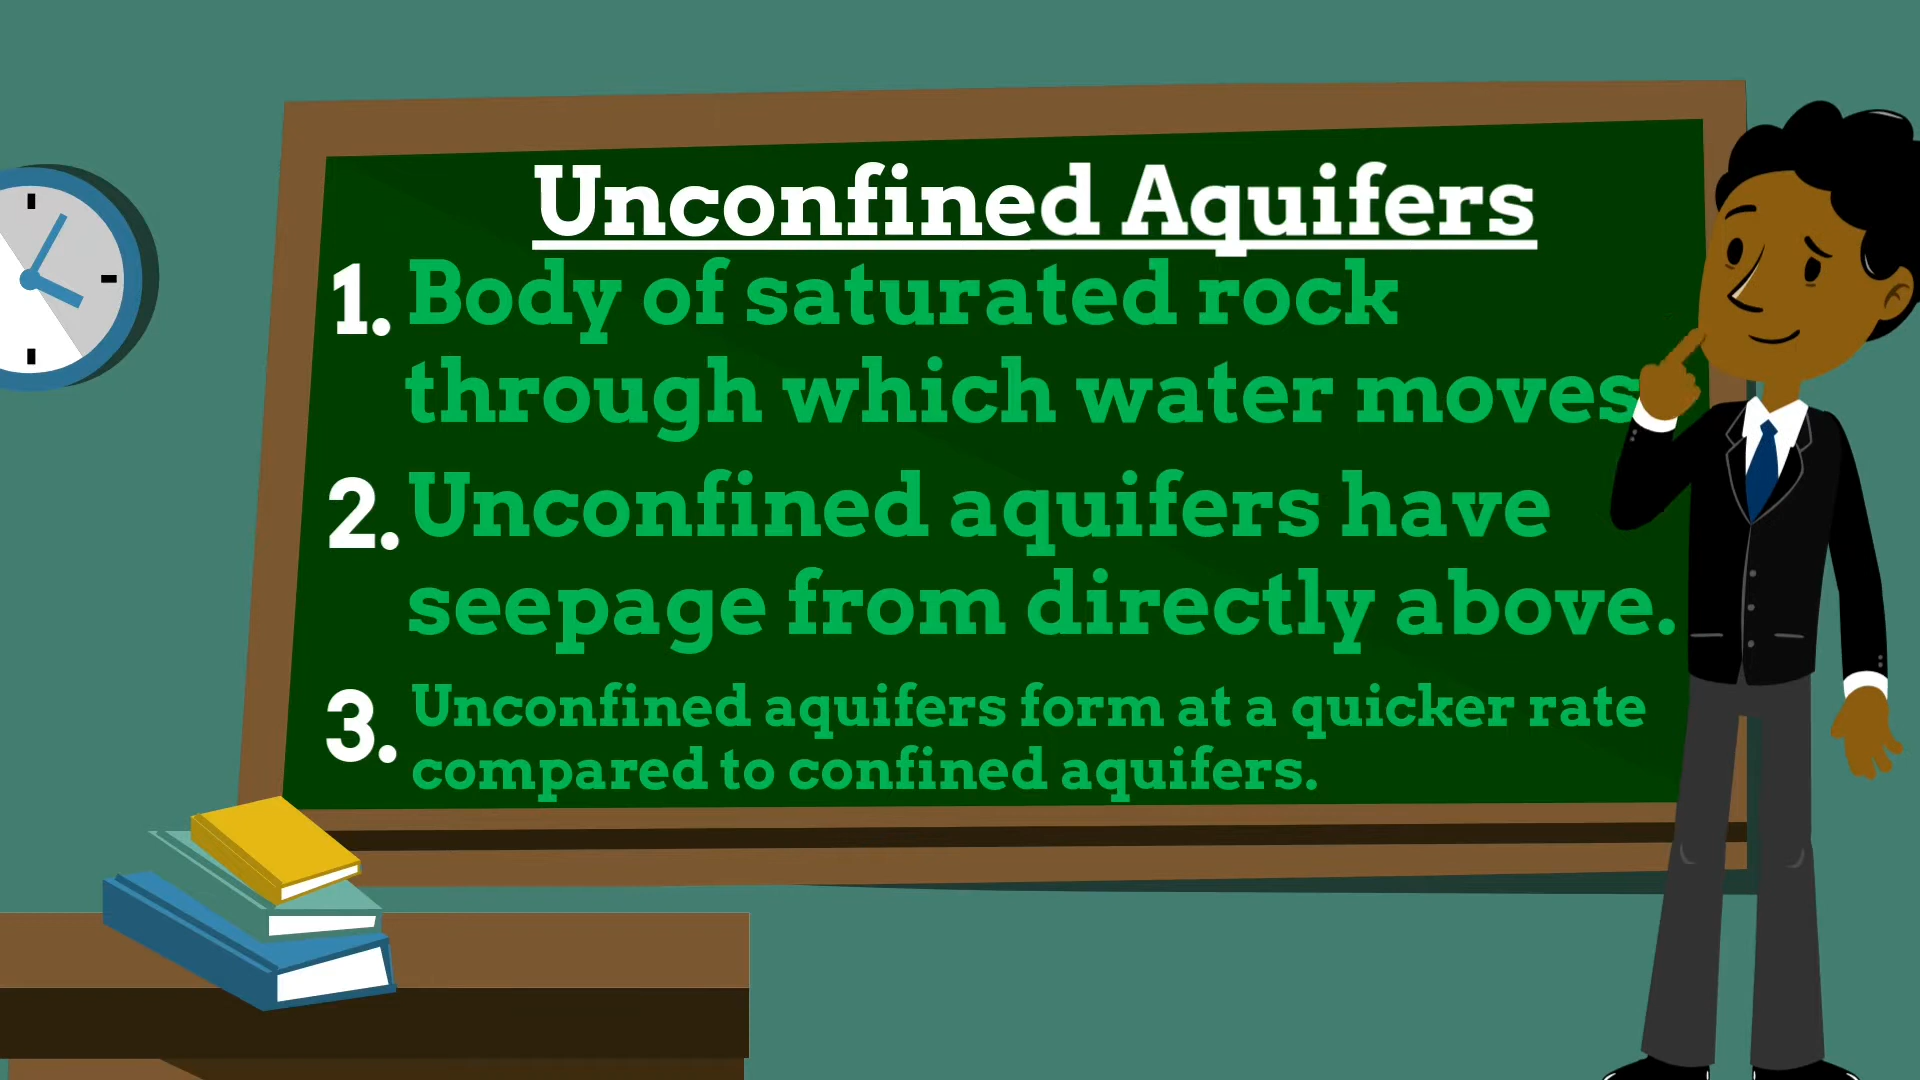 Unconfined Aquifers
1. Body of saturated rock
through which water moves
2. Unconfined aquifers have
seepage from directly above.
3. Unconfined aquifers form at a quicker rate
compared to confined aquifers.